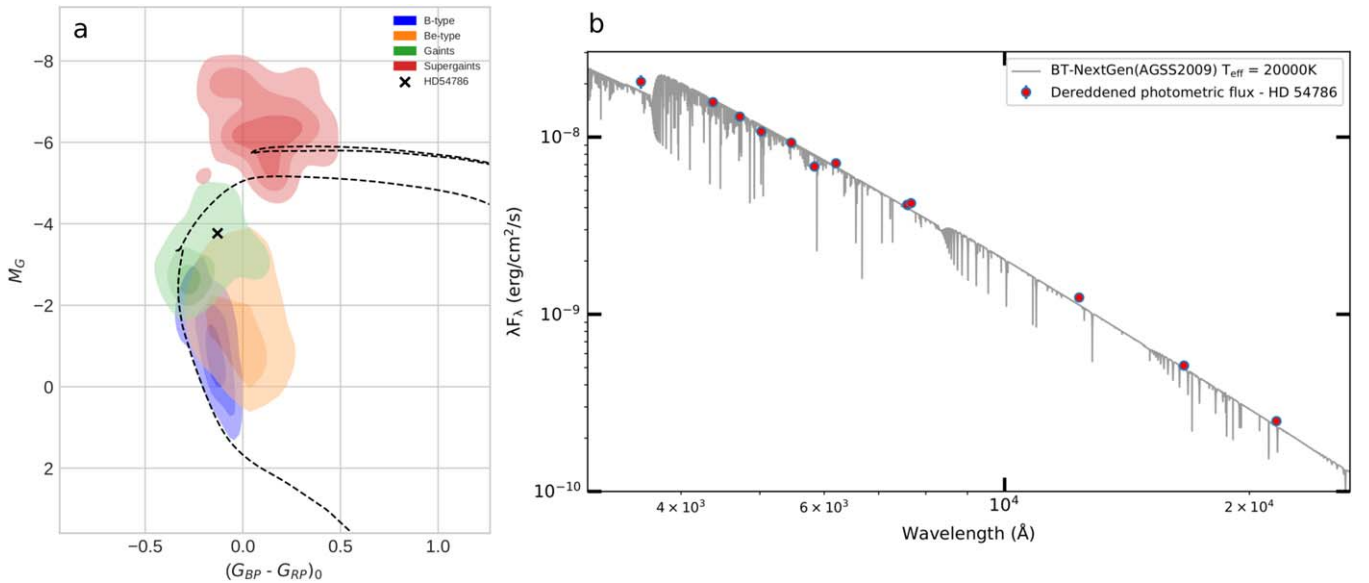 a
B-type
Be-type
Gaints
Supergaints
HD54786
−8
−6
−4
−2
0
2
M_G
−0.5 0.0 0.5 1.0
(G_BP - G_RP)_0
b
BT-NextGen(AGSS2009) T_eff = 20000K
Dereddened photometric flux - HD 54786
10^−8
10^−9
10^−10
λF_λ (erg/cm²/s)
4 × 10³ 6 × 10³ 10⁴ 2 × 10⁴
Wavelength (Å)